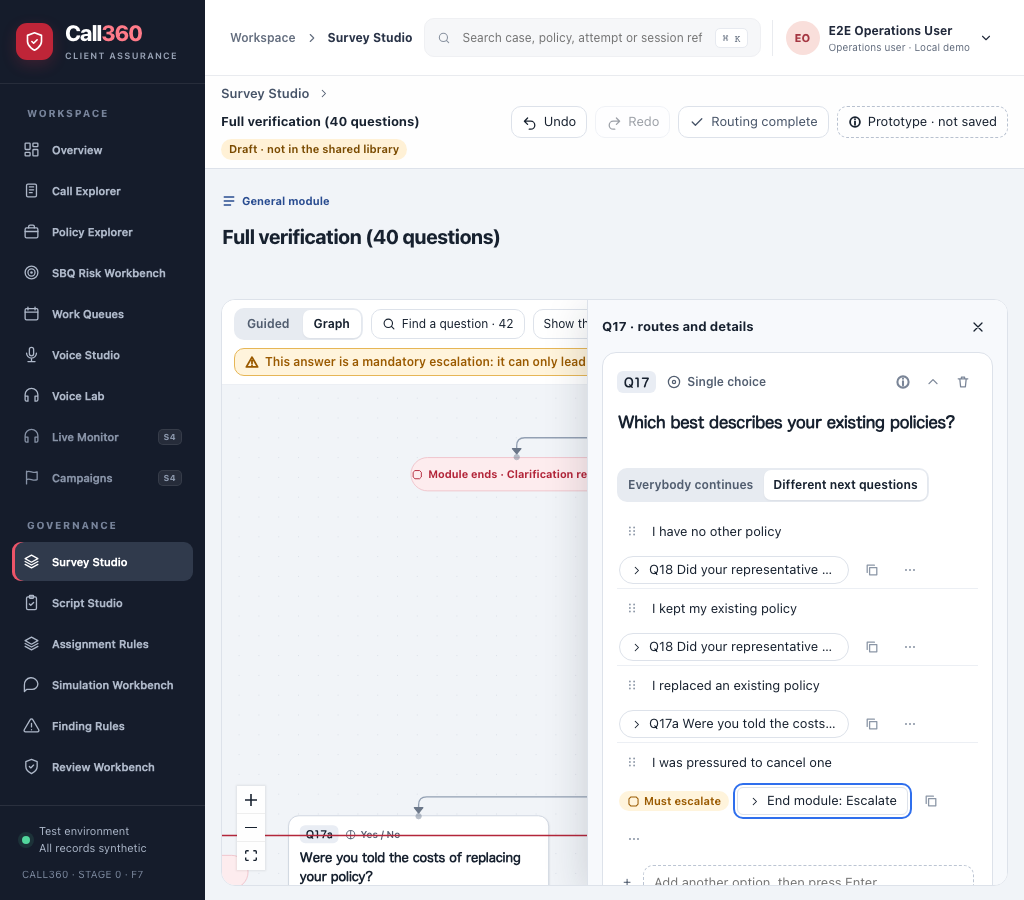 Call360
CLIENT ASSURANCE
WORKSPACE
Overview
Call Explorer
Policy Explorer
SBQ Risk Workbench
Work Queues
Voice Studio
Voice Lab
Live Monitor S4
Campaigns S4
GOVERNANCE
Survey Studio
Script Studio
Assignment Rules
Simulation Workbench
Finding Rules
Review Workbench
Test environment
All records synthetic
CALL360 · STAGE 0 · F7
Workspace > Survey Studio
Search case, policy, attempt or session ref ⌘ K
EO
E2E Operations User
Operations user · Local demo
Survey Studio >
Full verification (40 questions)
Draft · not in the shared library
Undo
Redo
Routing complete
Prototype · not saved
General module
Full verification (40 questions)
Guided Graph
Find a question · 42
Show th
This answer is a mandatory escalation: it can only lead
Module ends · Clarification re
Q17a Yes / No
Were you told the costs of replacing
your policy?
Q17 · routes and details
Q17 Single choice
Which best describes your existing policies?
Everybody continues Different next questions
I have no other policy
Q18 Did your representative ...
I kept my existing policy
Q18 Did your representative ...
I replaced an existing policy
Q17a Were you told the costs...
I was pressured to cancel one
Must escalate End module: Escalate
Add another option, then press Enter